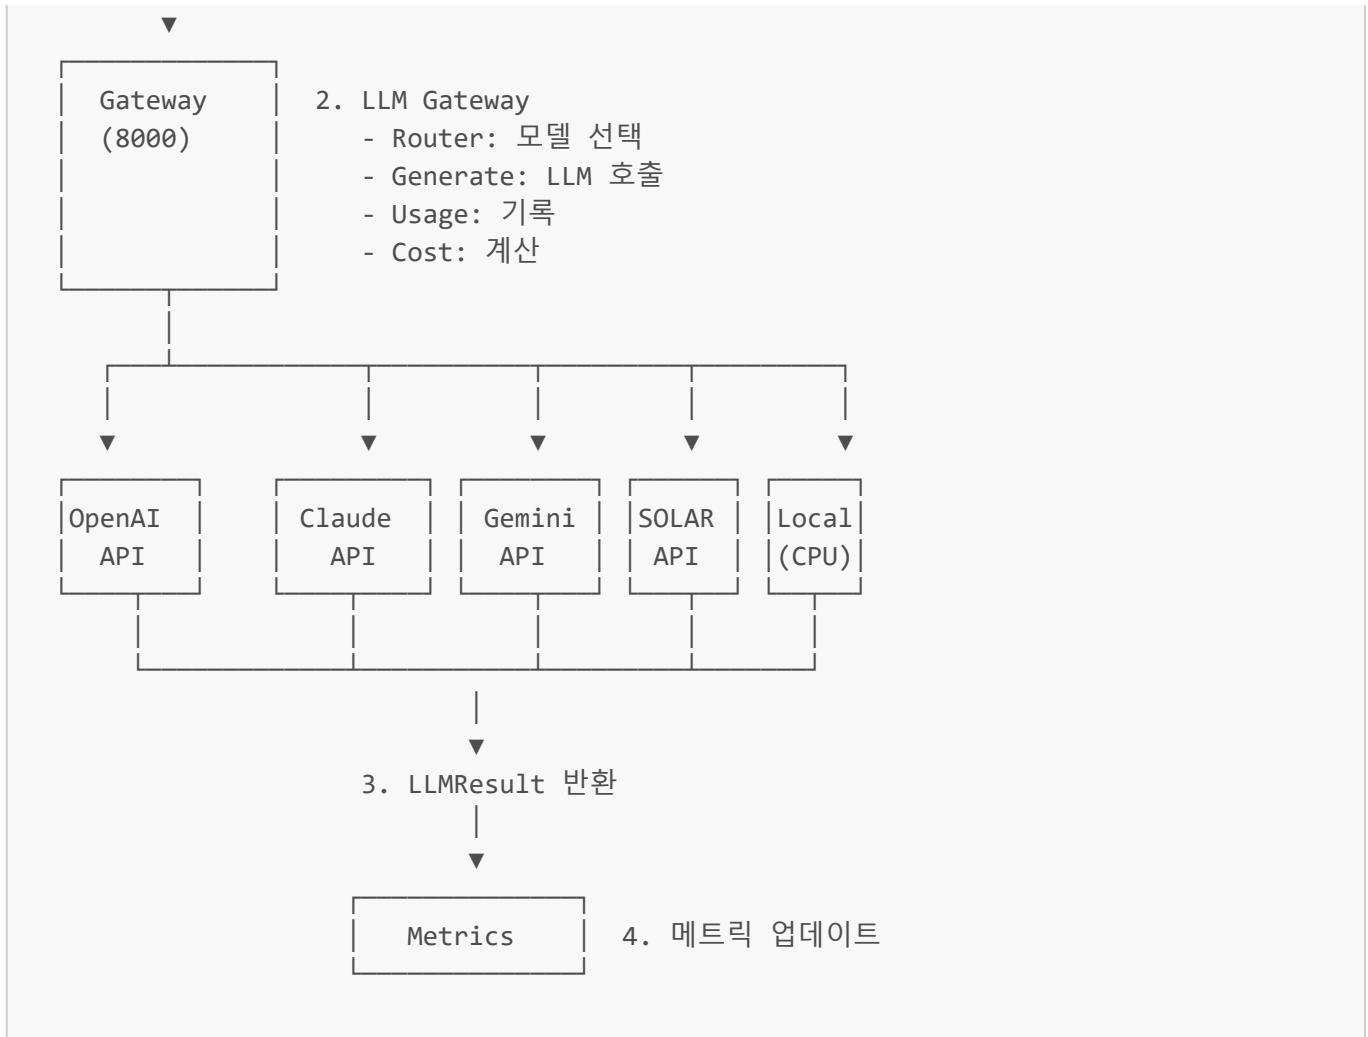 Gateway 2. LLM Gateway
(8000) - Router: 모델 선택
- Generate: LLM 호출
- Usage: 기록
- Cost: 계산
OpenAI Claude Gemini SOLAR Local
API API API API (CPU)
3. LLMResult 반환
Metrics 4. 메트릭 업데이트